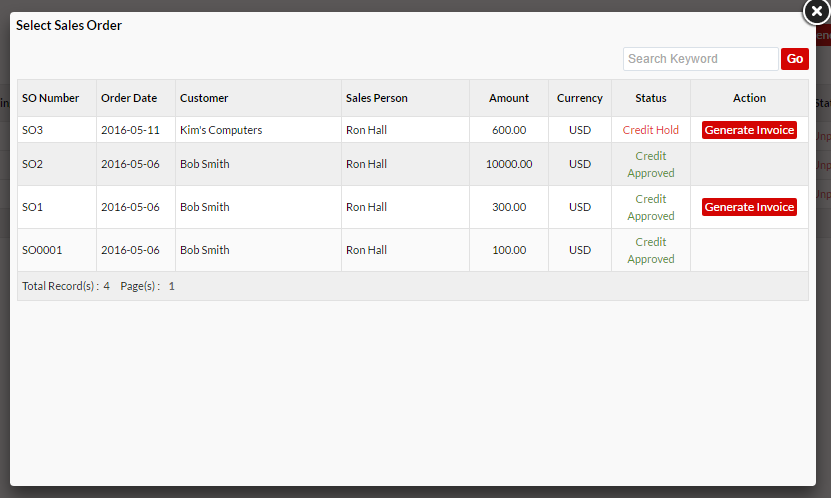 Select Sales Order
Search Keyword Go
SO Number Order Date Customer Sales Person Amount Currency Status Action
SO3 2016-05-11 Kim's Computers Ron Hall 600.00 USD Credit Hold Generate Invoice
SO2 2016-05-06 Bob Smith Ron Hall 10000.00 USD Credit
Approved
SO1 2016-05-06 Bob Smith Ron Hall 300.00 USD Credit
Approved Generate Invoice
SO0001 2016-05-06 Bob Smith Ron Hall 100.00 USD Credit
Approved
Total Record(s) : 4 Page(s) : 1